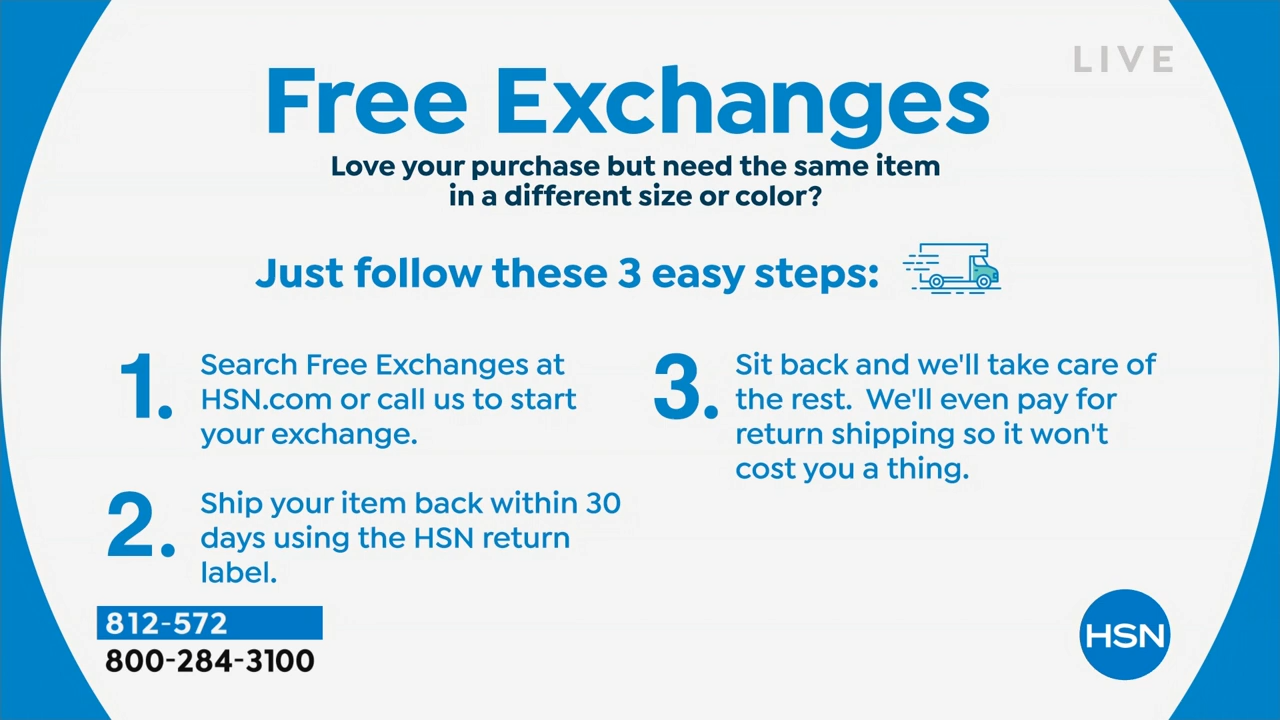 LIVE
Free Exchanges
Love your purchase but need the same item
in a different size or color?
Just follow these 3 easy steps:
1. Search Free Exchanges at
HSN.com or call us to start
your exchange.
2. Ship your item back within 30
days using the HSN return
label.
3. Sit back and we'll take care of
the rest. We'll even pay for
return shipping so it won't
cost you a thing.
812-572
800-284-3100
HSN